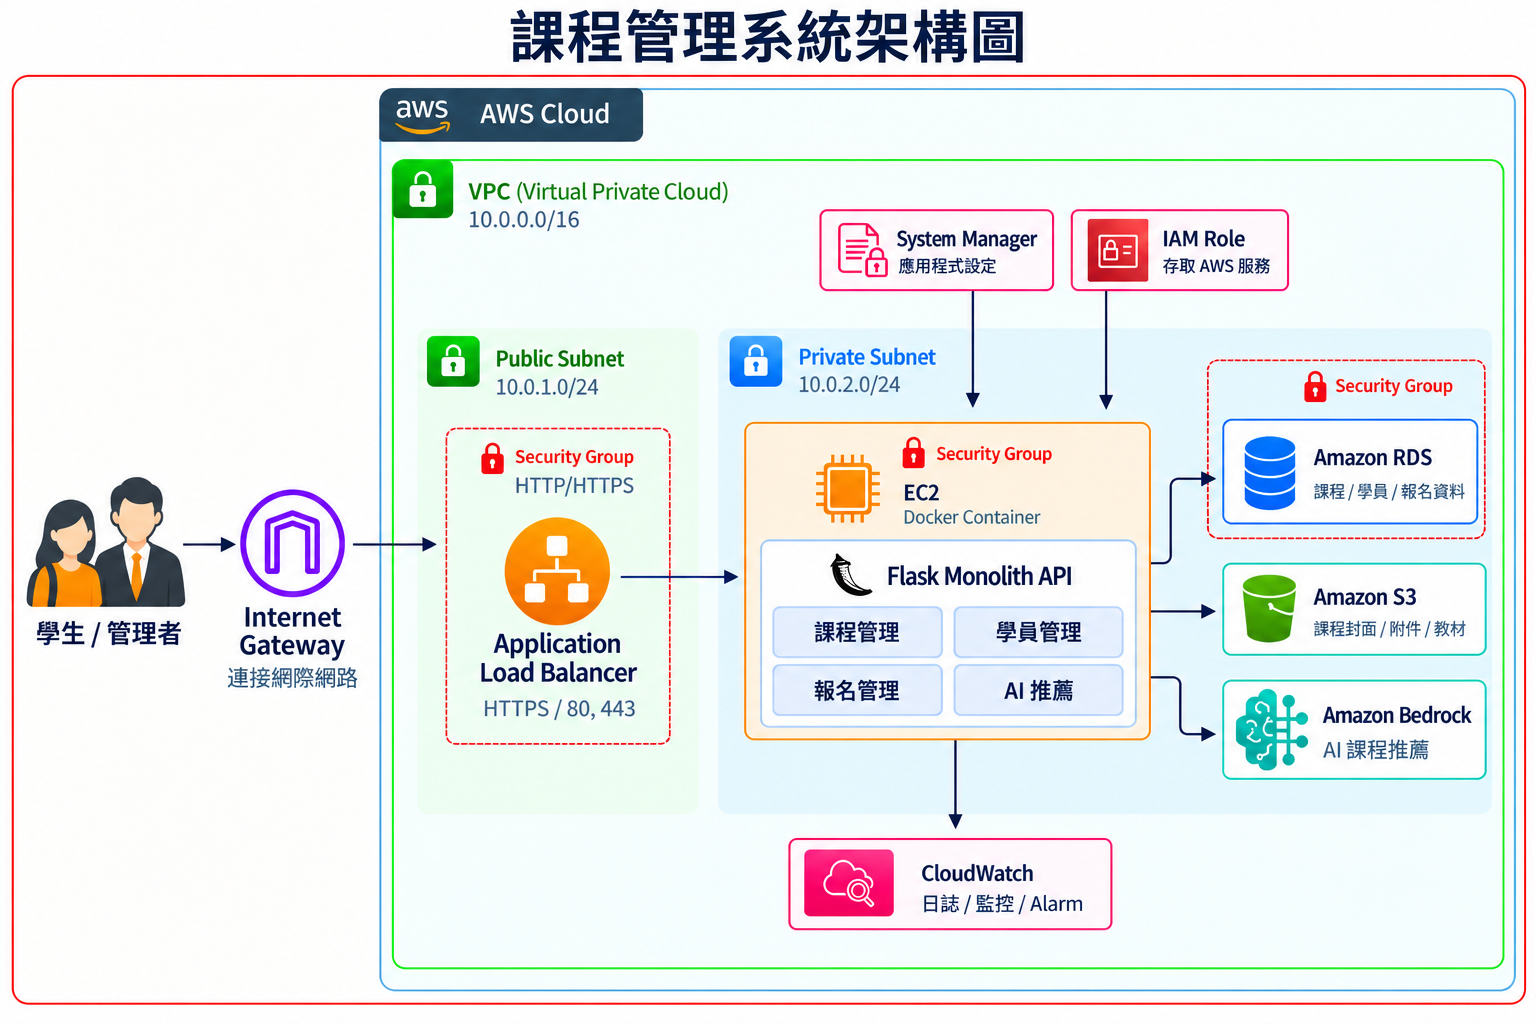 課程管理系統架構圖
aws
AWS Cloud
VPC (Virtual Private Cloud)
10.0.0.0/16
System Manager
應用程式設定
IAM Role
存取 AWS 服務
Public Subnet
10.0.1.0/24
Private Subnet
10.0.2.0/24
Security Group
HTTP/HTTPS
Application
Load Balancer
HTTPS / 80, 443
學生 / 管理者
Internet
Gateway
連接網際網路
Security Group
EC2
Docker Container
Flask Monolith API
課程管理
學員管理
報名管理
AI 推薦
Security Group
Amazon RDS
課程 / 學員 / 報名資料
Amazon S3
課程封面 / 附件 / 教材
Amazon Bedrock
AI 課程推薦
CloudWatch
日誌 / 監控 / Alarm